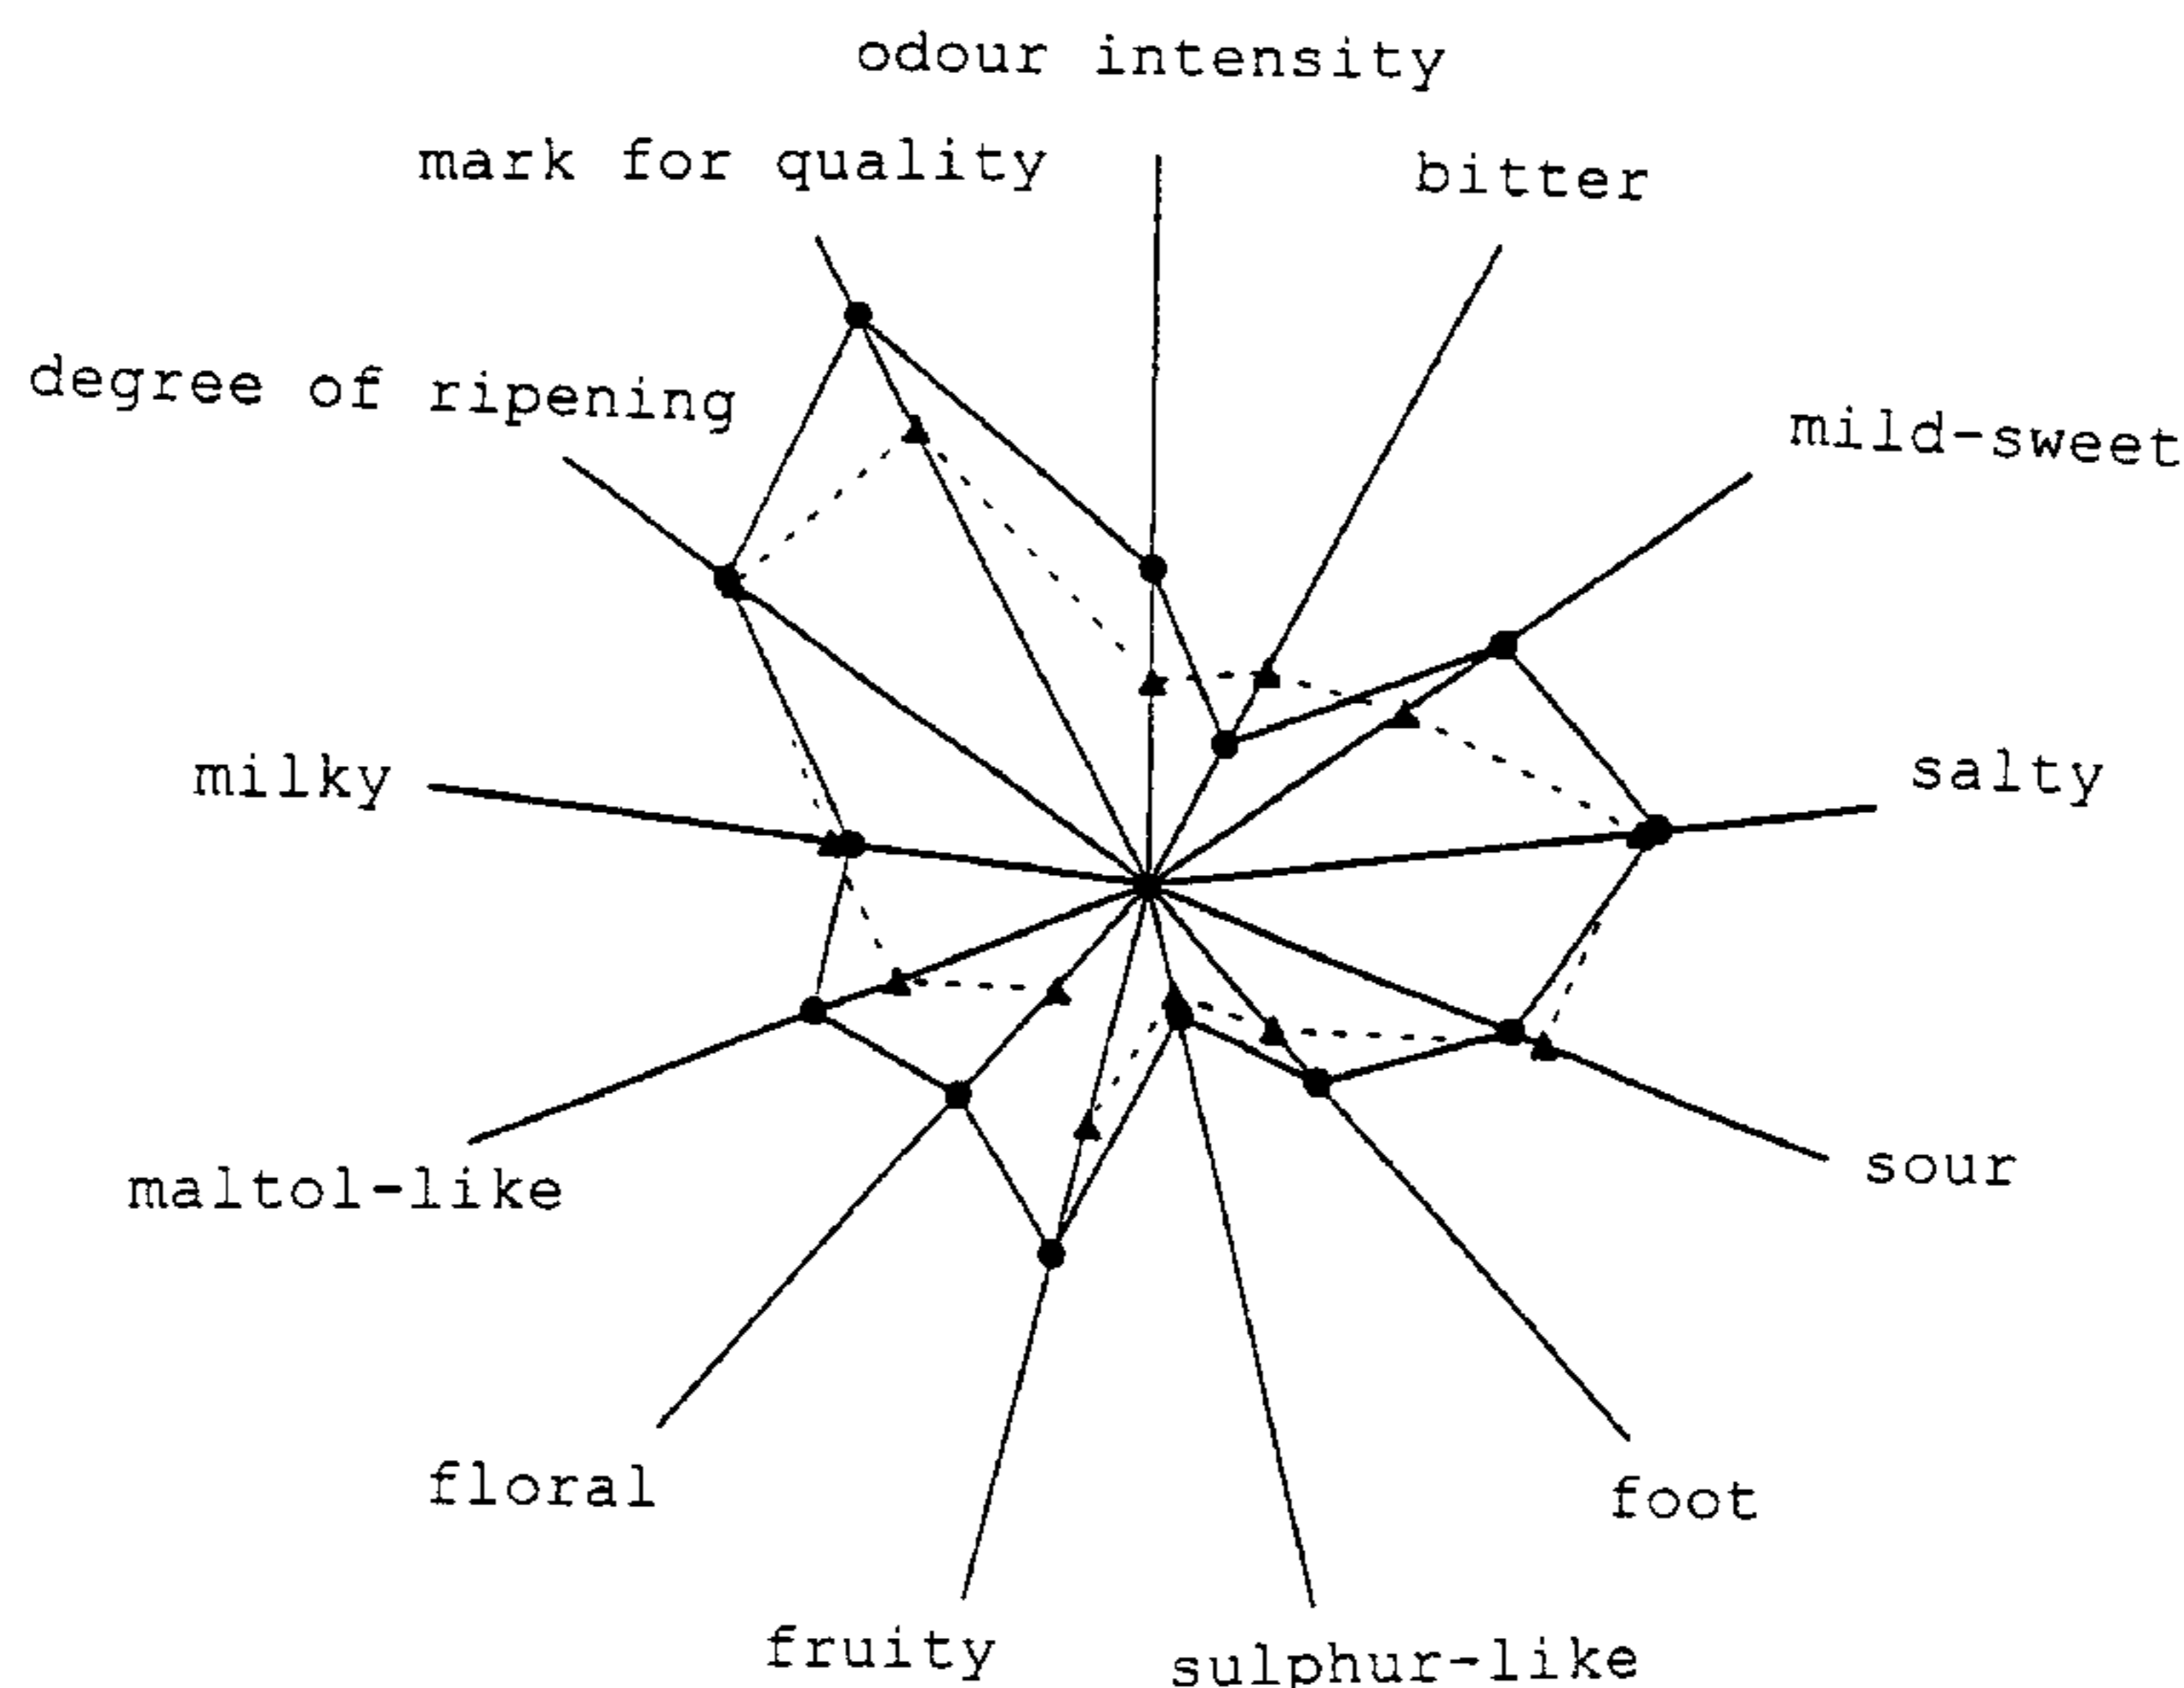 odour intensity
mark for quality
bitter
degree of ripening
mild-sweet
milky
salty
maltol-like
sour
floral
foot
fruity
sulphur-like